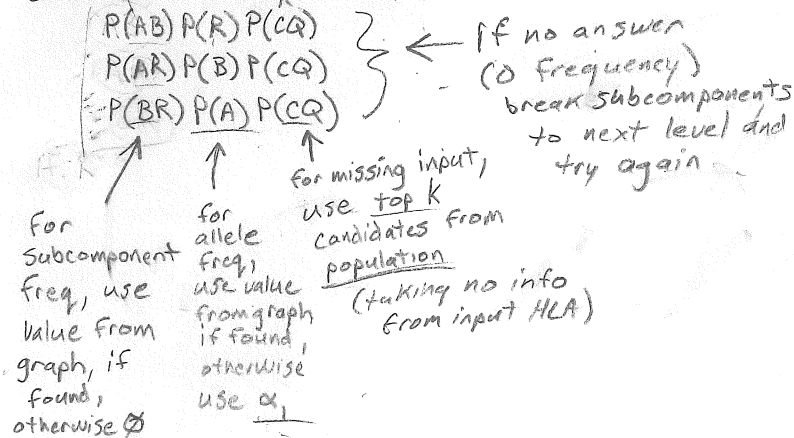 P(AB) P(R) P(CQ)
P(AR) P(B) P(CQ)
P(BR) P(A) P(CQ)
If no answer
(0 frequency)
break subcomponents
to next level and
try again
for
subcomponent
freq, use
value from
graph, if
found,
otherwise Ø
for
allele
freq,
use value
from graph
if found,
otherwise
use α₁
for missing input,
use top K
candidates from
population
(taking no info
from input HLA)